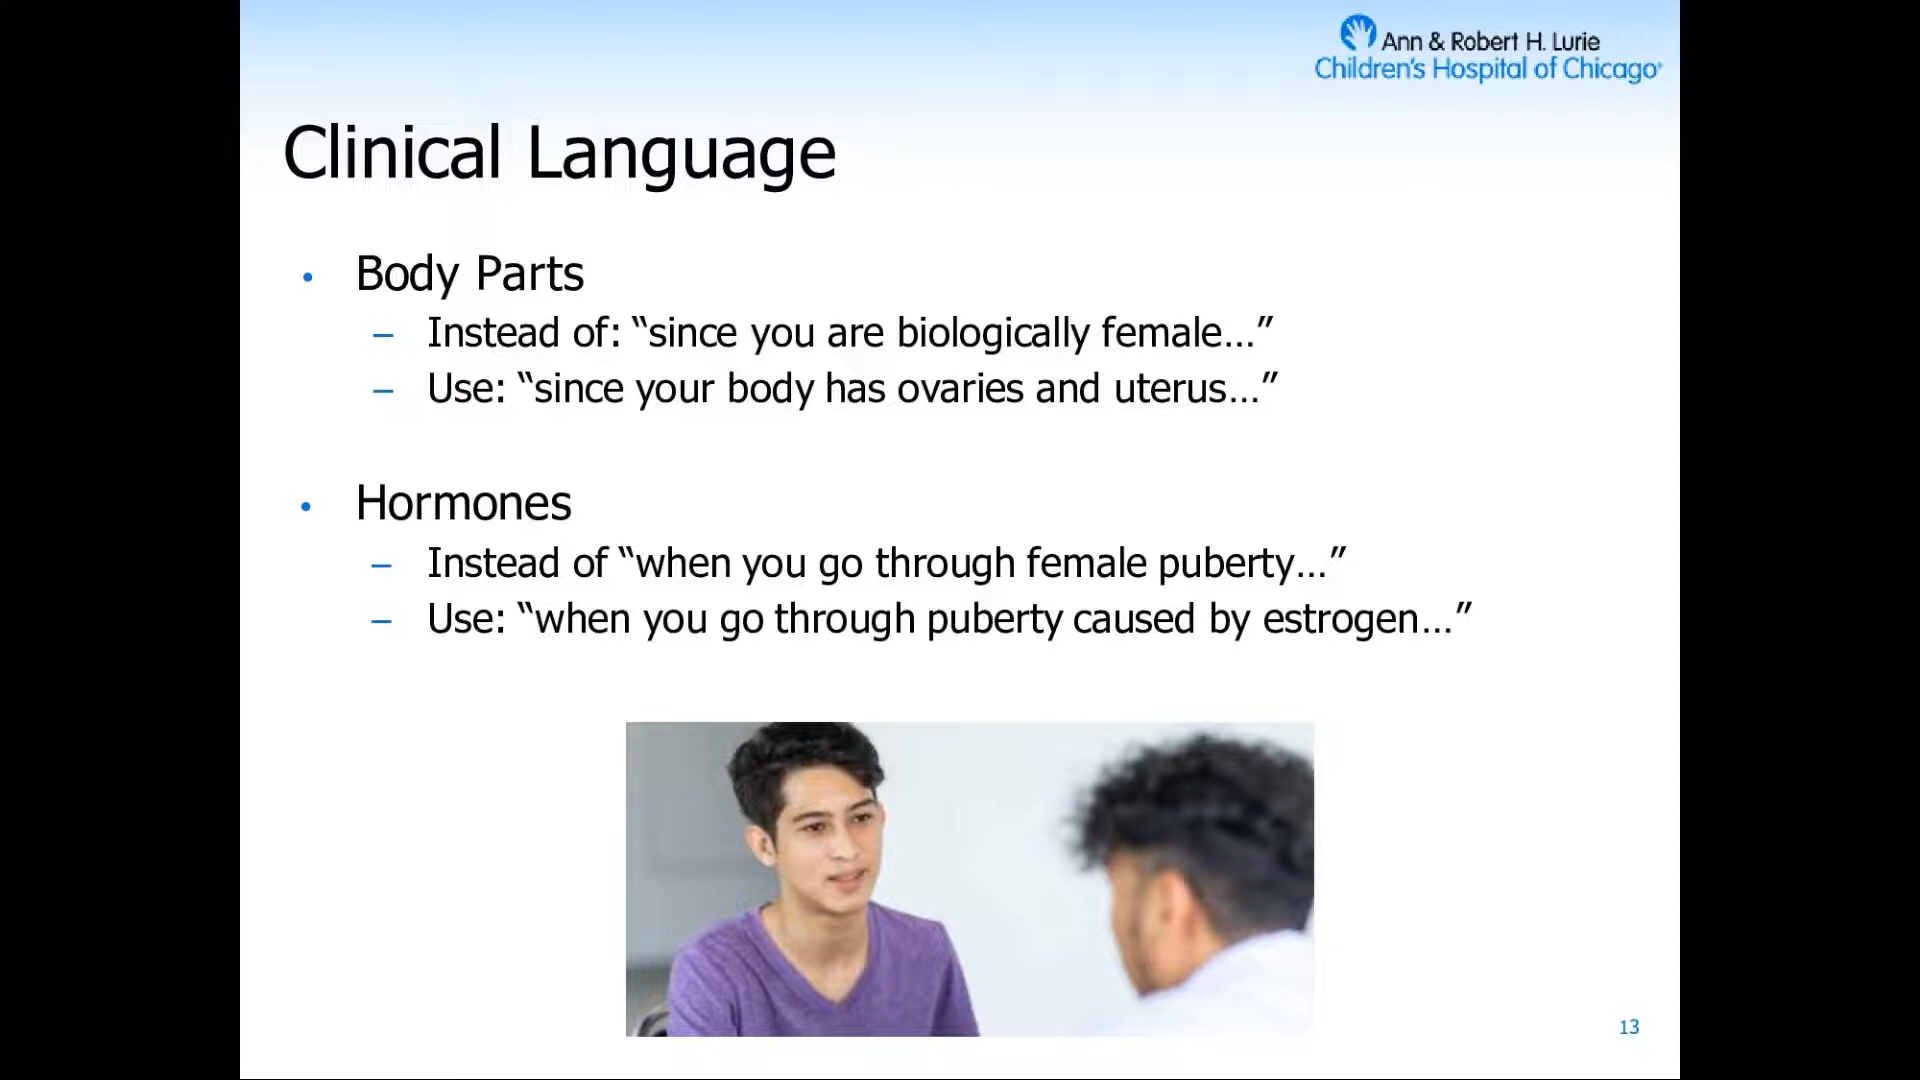 Ann & Robert H. Lurie
Children's Hospital of Chicago
Clinical Language
• Body Parts
– Instead of: “since you are biologically female…”
– Use: “since your body has ovaries and uterus…”
• Hormones
– Instead of “when you go through female puberty…”
– Use: “when you go through puberty caused by estrogen…”
13